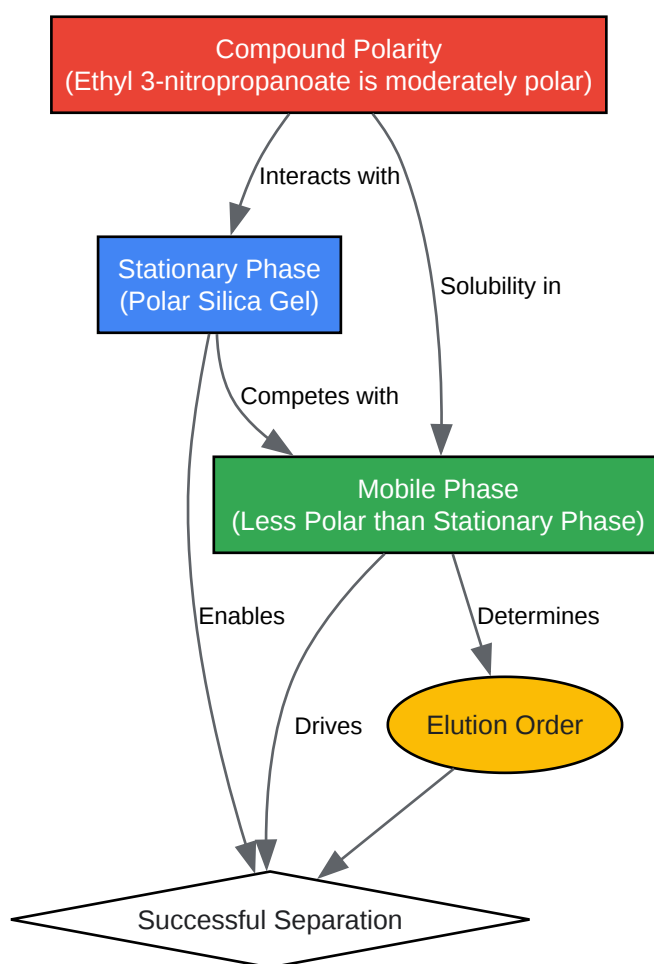 Compound Polarity
(Ethyl 3-nitropropanoate is moderately polar)
Interacts with
Stationary Phase
(Polar Silica Gel)
Solubility in
Competes with
Mobile Phase
(Less Polar than Stationary Phase)
Enables
Determines
Drives
Elution Order
Successful Separation